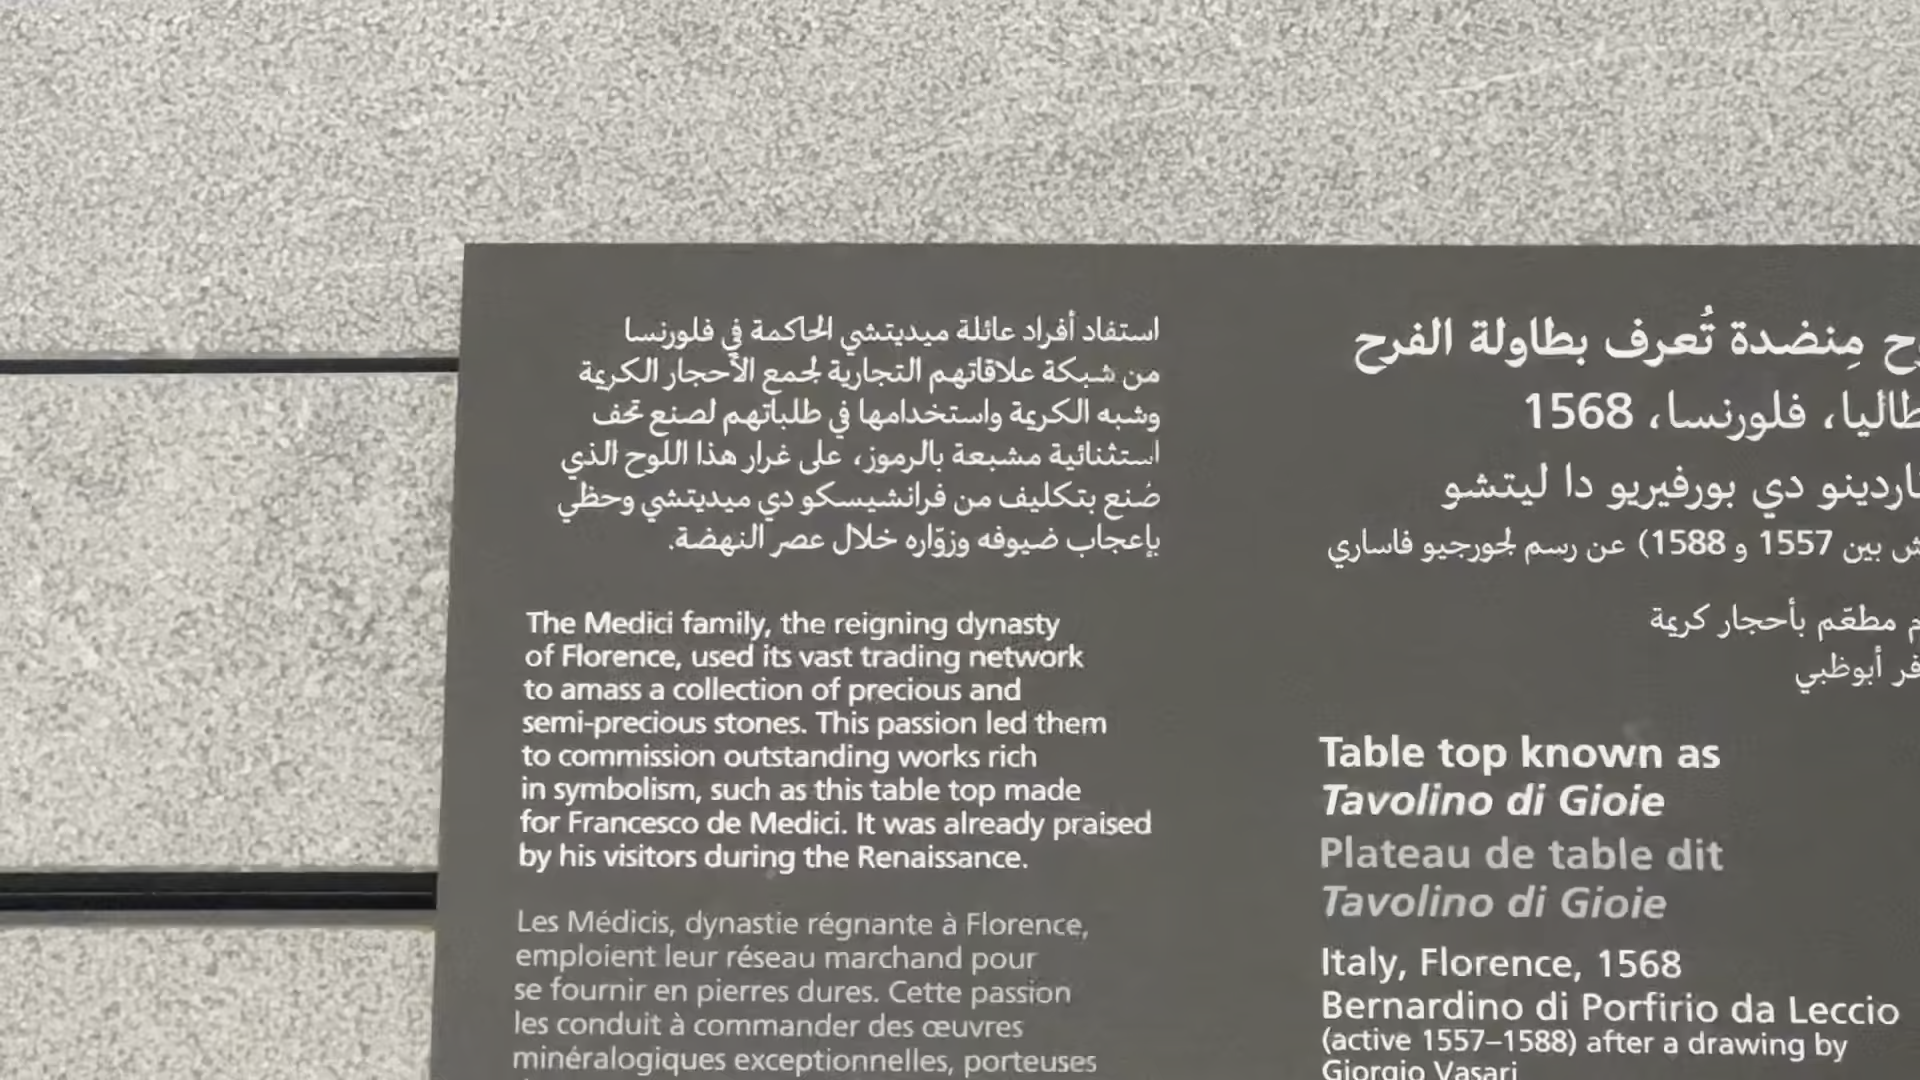 استفاد أفراد عائلة ميديتشي الحاكمة في فلورنسا
من شبكة علاقاتهم التجارية لجمع الأحجار الكريمة
وشبه الكريمة واستخدامها في طلباتهم لصنع تحف
استثنائية مشبعة بالرموز، على غرار هذا اللوح الذي
صُنع بتكليف من فرانشيسكو دي ميديتشي وحظي
بإعجاب ضيوفه وزوّاره خلال عصر النهضة.
The Medici family, the reigning dynasty
of Florence, used its vast trading network
to amass a collection of precious and
semi-precious stones. This passion led them
to commission outstanding works rich
in symbolism, such as this table top made
for Francesco de Medici. It was already praised
by his visitors during the Renaissance.
Les Médicis, dynastie régnante à Florence,
emploient leur réseau marchand pour
se fournir en pierres dures. Cette passion
les conduit à commander des œuvres
minéralogiques exceptionnelles, porteuses
مِنضدة تُعرف بطاولة الفرح
فلورنسا، 1568
دي بورفيريو دا ليتشو
بين 1557 و 1588) عن رسم لجورجيو فاساري
مطعّم بأحجار كريمة
أبوظبي
Table top known as
Tavolino di Gioie
Plateau de table dit
Tavolino di Gioie
Italy, Florence, 1568
Bernardino di Porfirio da Leccio
(active 1557–1588) after a drawing by
Giorgio Vasari